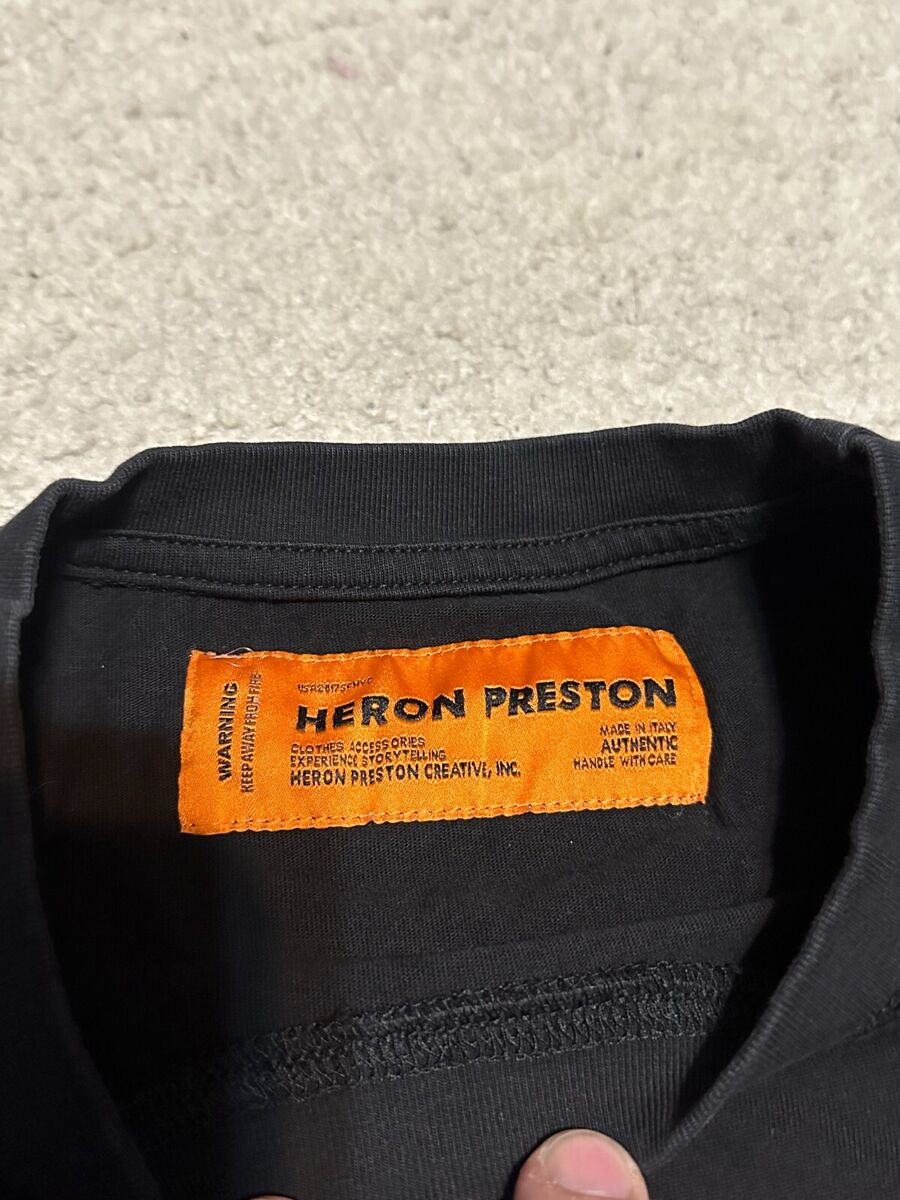 WARNING
KEEP AWAY FROM FIRE
HERON PRESTON
CLOTHES ACCESSORIES
EXPERIENCE STORYTELLING
HERON PRESTON CREATIVE, INC.
MADE IN ITALY
AUTHENTIC
HANDLE WITH CARE